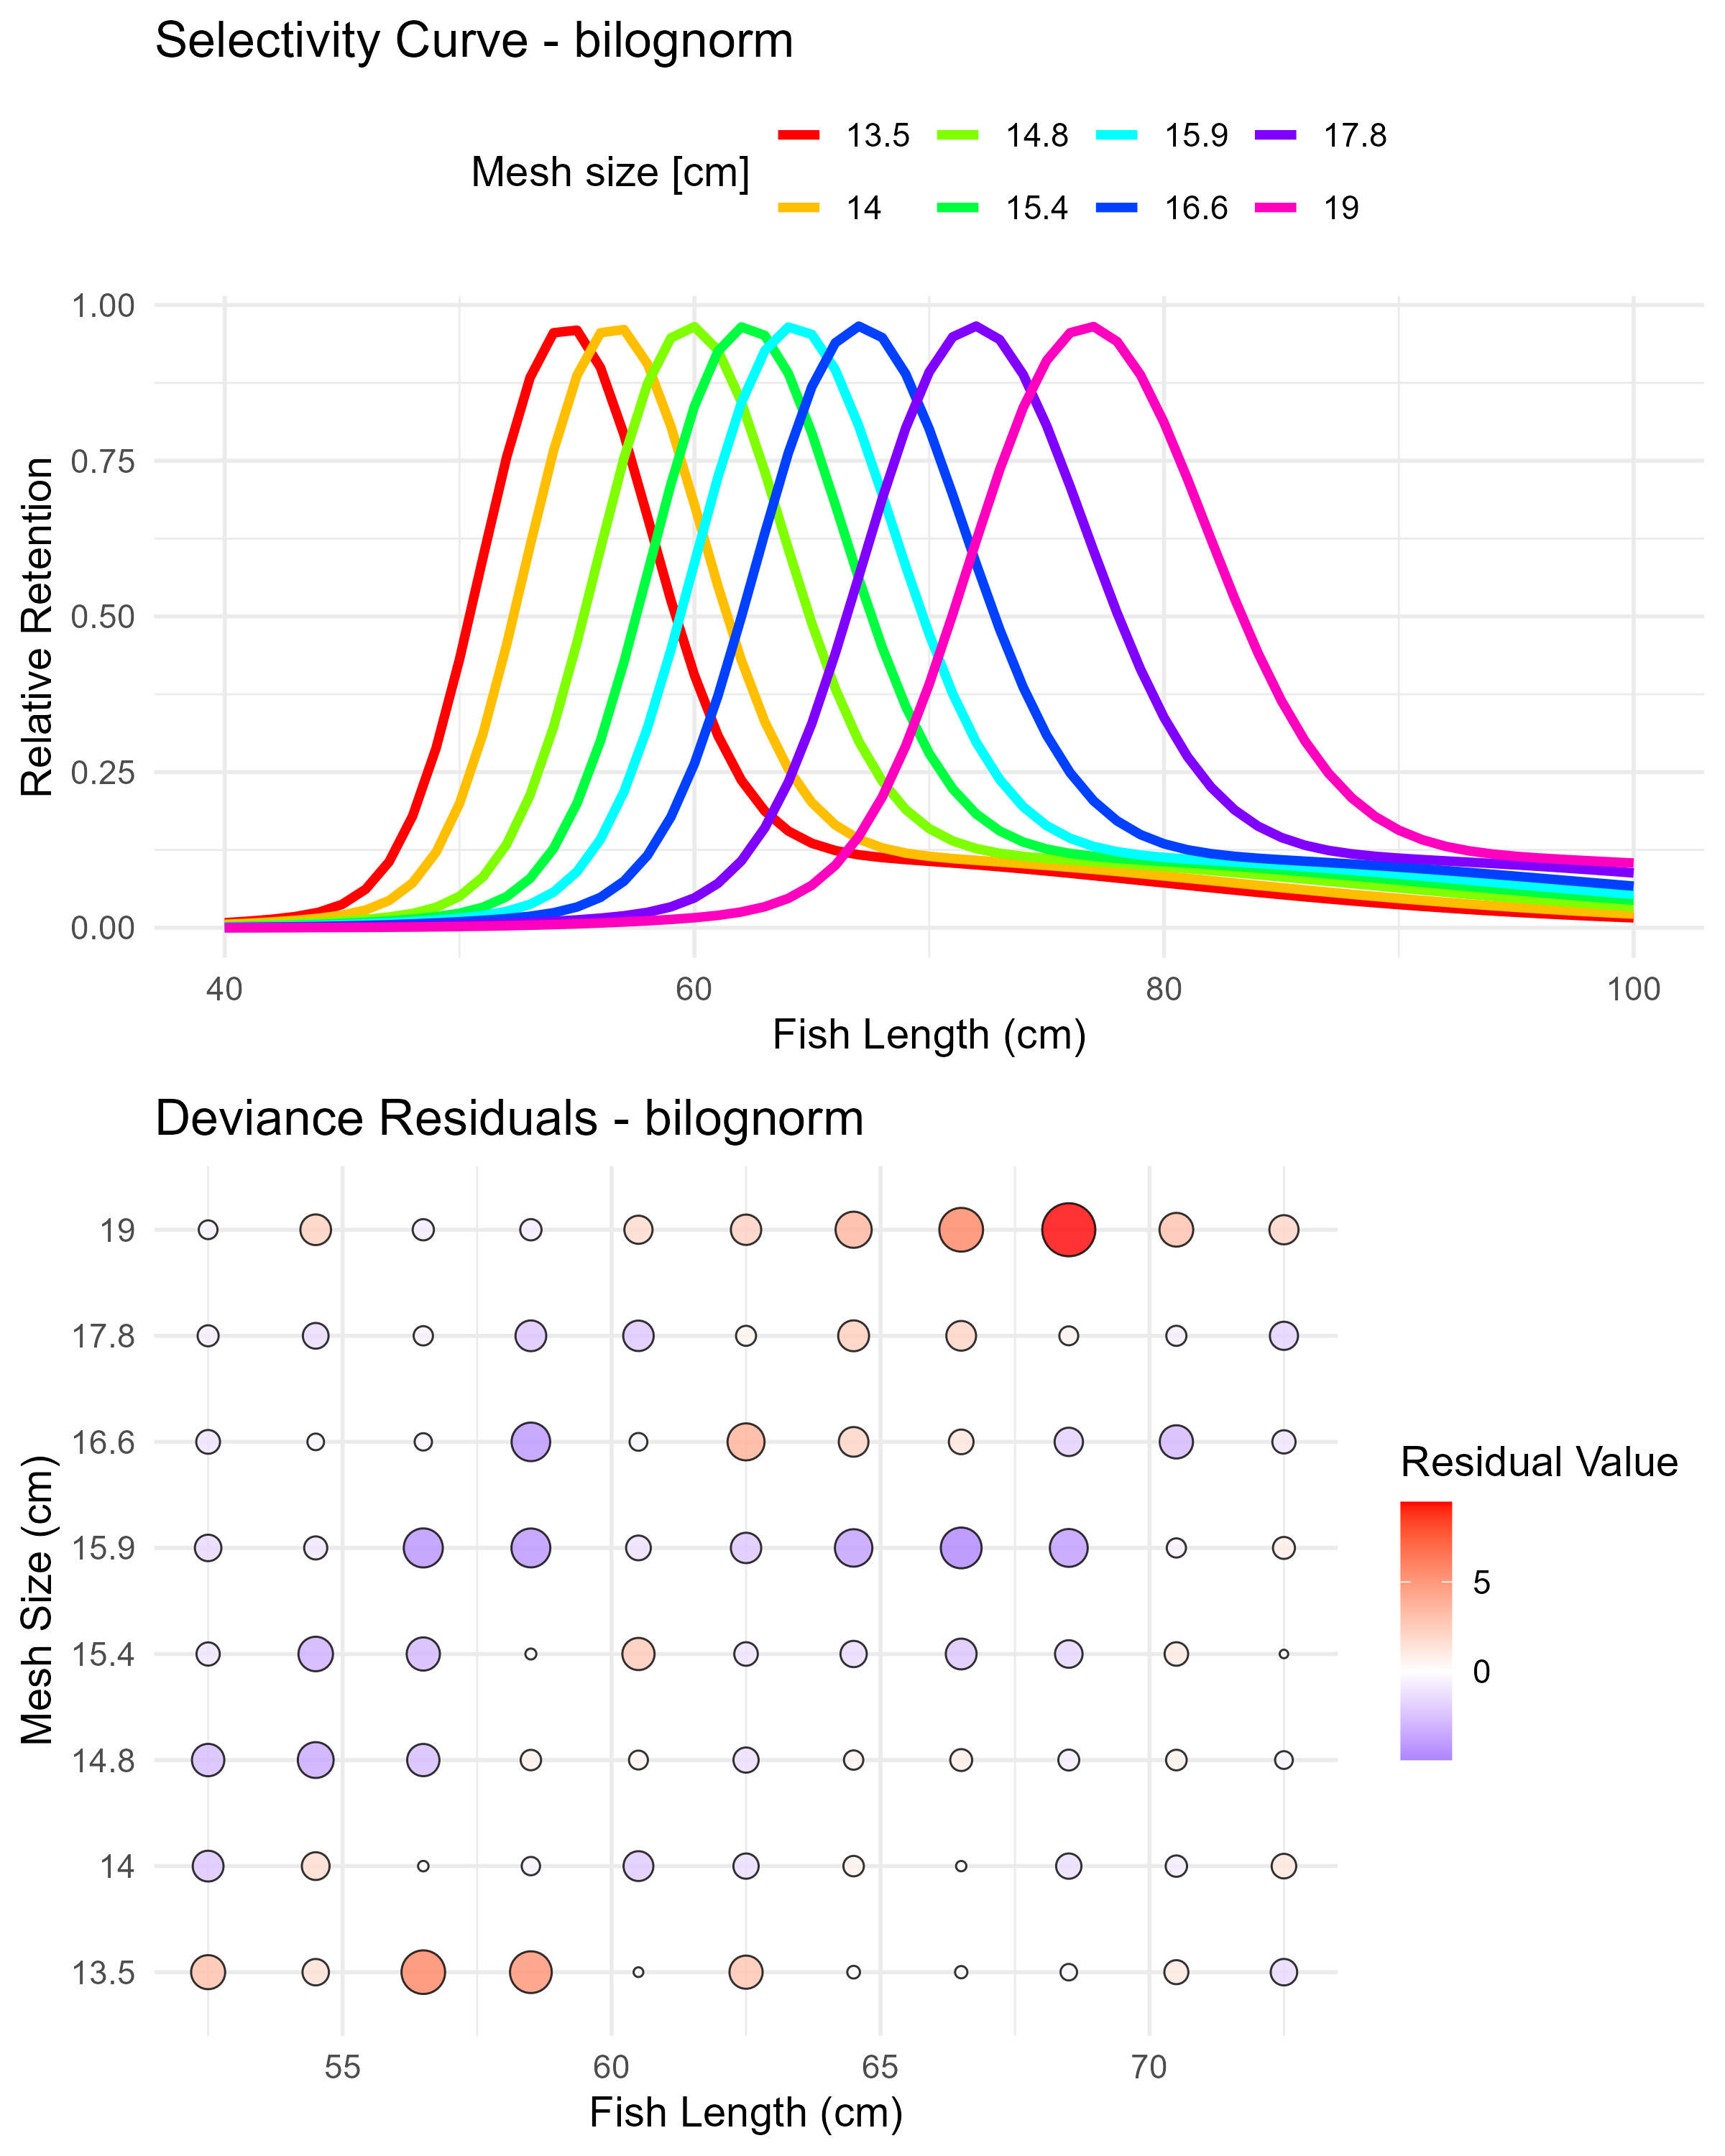 Selectivity Curve - bilognorm
Mesh size [cm]
13.5 14.8 15.9 17.8
14 15.4 16.6 19
1.00
0.75
0.50
0.25
0.00
Relative Retention
40 60 80 100
Fish Length (cm)
Deviance Residuals - bilognorm
19
17.8
16.6
15.9
15.4
14.8
14
13.5
Mesh Size (cm)
55 60 65 70
Fish Length (cm)
Residual Value
5
0